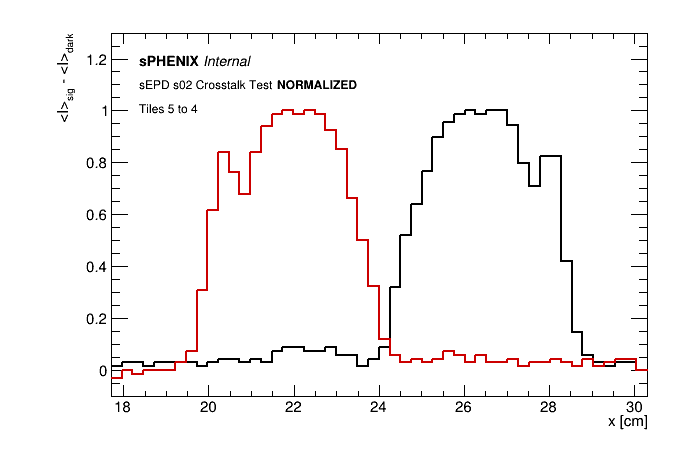 <I>sig - <I>dark
1.2
sPHENIX Internal
sEPD s02 Crosstalk Test NORMALIZED
Tiles 5 to 4
1
0.8
0.6
0.4
0.2
0
18 20 22 24 26 28 30
x [cm]